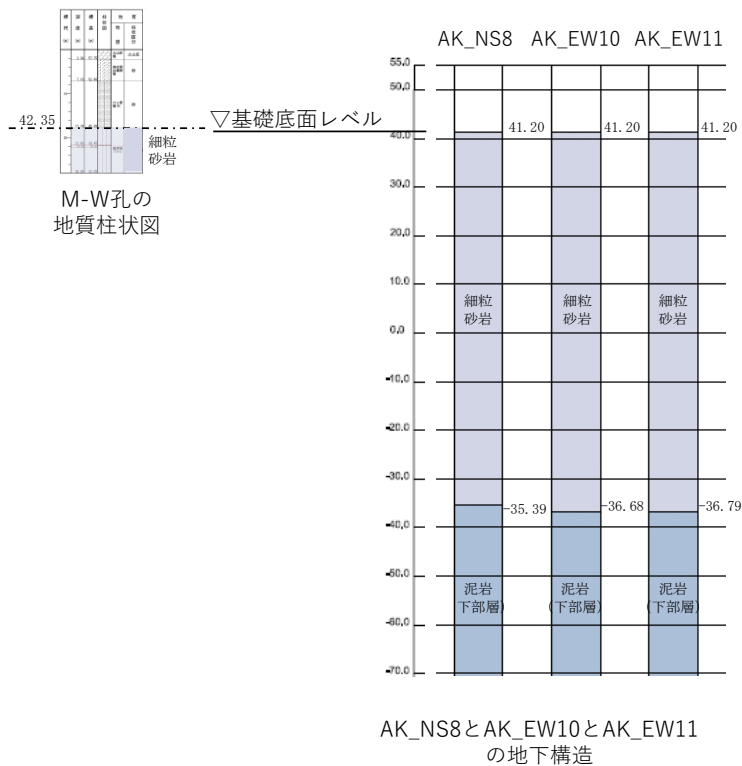 AK_NS8 AK_EW10 AK_EW11
55.0
50.0
▽基礎底面レベル
42.35
41.20 41.20 41.20
40.0
細粒
砂岩
M-W孔の
地質柱状図
30.0
20.0
10.0
細粒 細粒 細粒
砂岩 砂岩 砂岩
0.0
-10.0
-20.0
-30.0
-35.39 -36.68 -36.79
-40.0
-50.0
泥岩 泥岩 泥岩
下部層) (下部層) (下部層)
-60.0
-70.0
AK_NS8とAK_EW10とAK_EW11
の地下構造